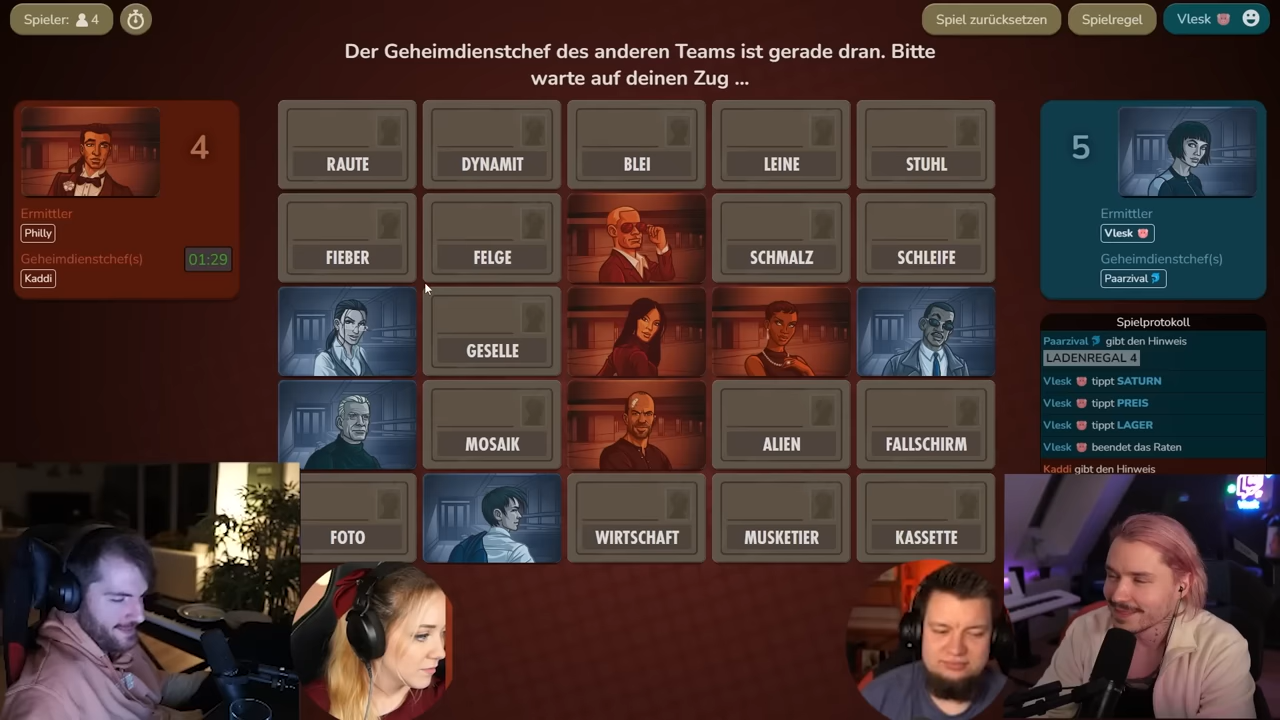 Spieler: 4
Spiel zurücksetzen
Spielregel
Vlesk
Der Geheimdienstchef des anderen Teams ist gerade dran. Bitte
warte auf deinen Zug ...
4
Ermittler
Philly
Geheimdienstchef(s)
01:29
Kaddi
RAUTE DYNAMIT BLEI LEINE STUHL
FIEBER FELGE SCHMALZ SCHLEIFE
GESELLE
MOSAIK ALIEN FALLSCHIRM
FOTO WIRTSCHAFT MUSKETIER KASSETTE
5
Ermittler
Vlesk
Geheimdienstchef(s)
Paarzival
Spielprotokoll
Paarzival gibt den Hinweis
LADENREGAL 4
Vlesk tippt SATURN
Vlesk tippt PREIS
Vlesk tippt LAGER
Vlesk beendet das Raten
Kaddi gibt den Hinweis